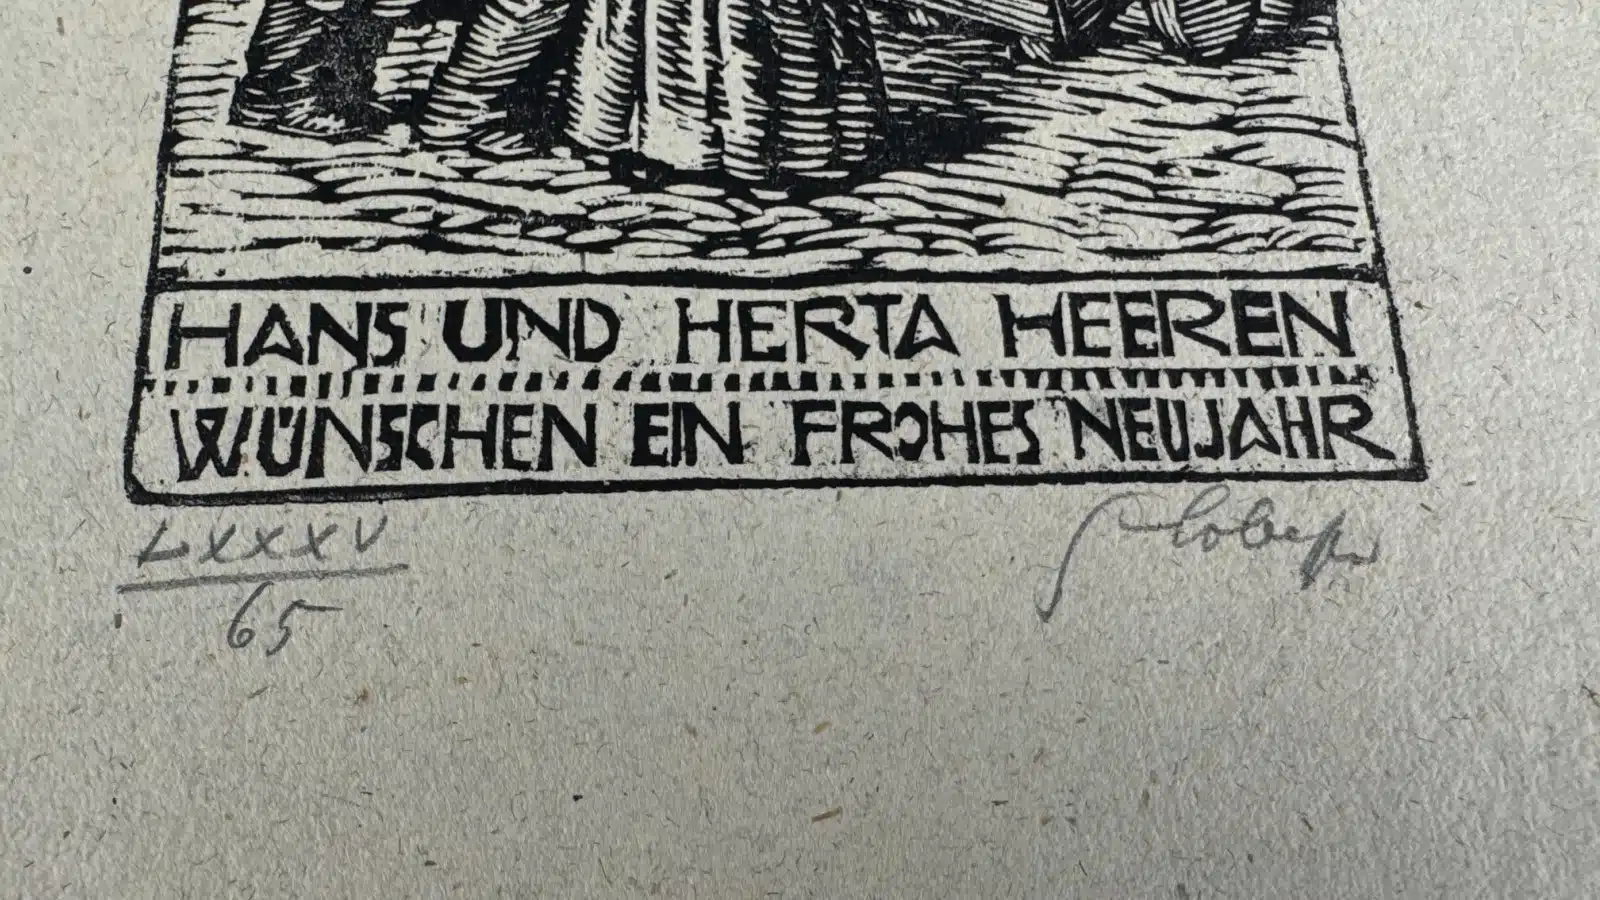 HANS UND HERTA HEEREN
WÜNSCHEN EIN FROHES NEUJAHR
LXXXV
65